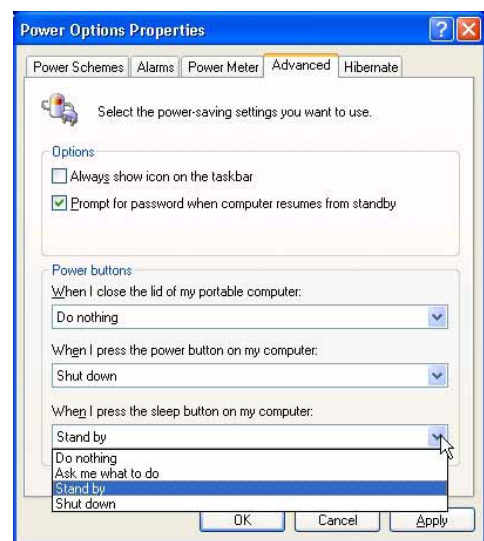 Power Options Properties
Power Schemes Alarms Power Meter Advanced Hibernate
Select the power-saving settings you want to use.
Options
Always show icon on the taskbar
Prompt for password when computer resumes from standby
Power buttons
When I close the lid of my portable computer:
Do nothing
When I press the power button on my computer:
Shut down
When I press the sleep button on my computer:
Stand by
Do nothing
Ask me what to do
Stand by
Shut down
OK Cancel Apply